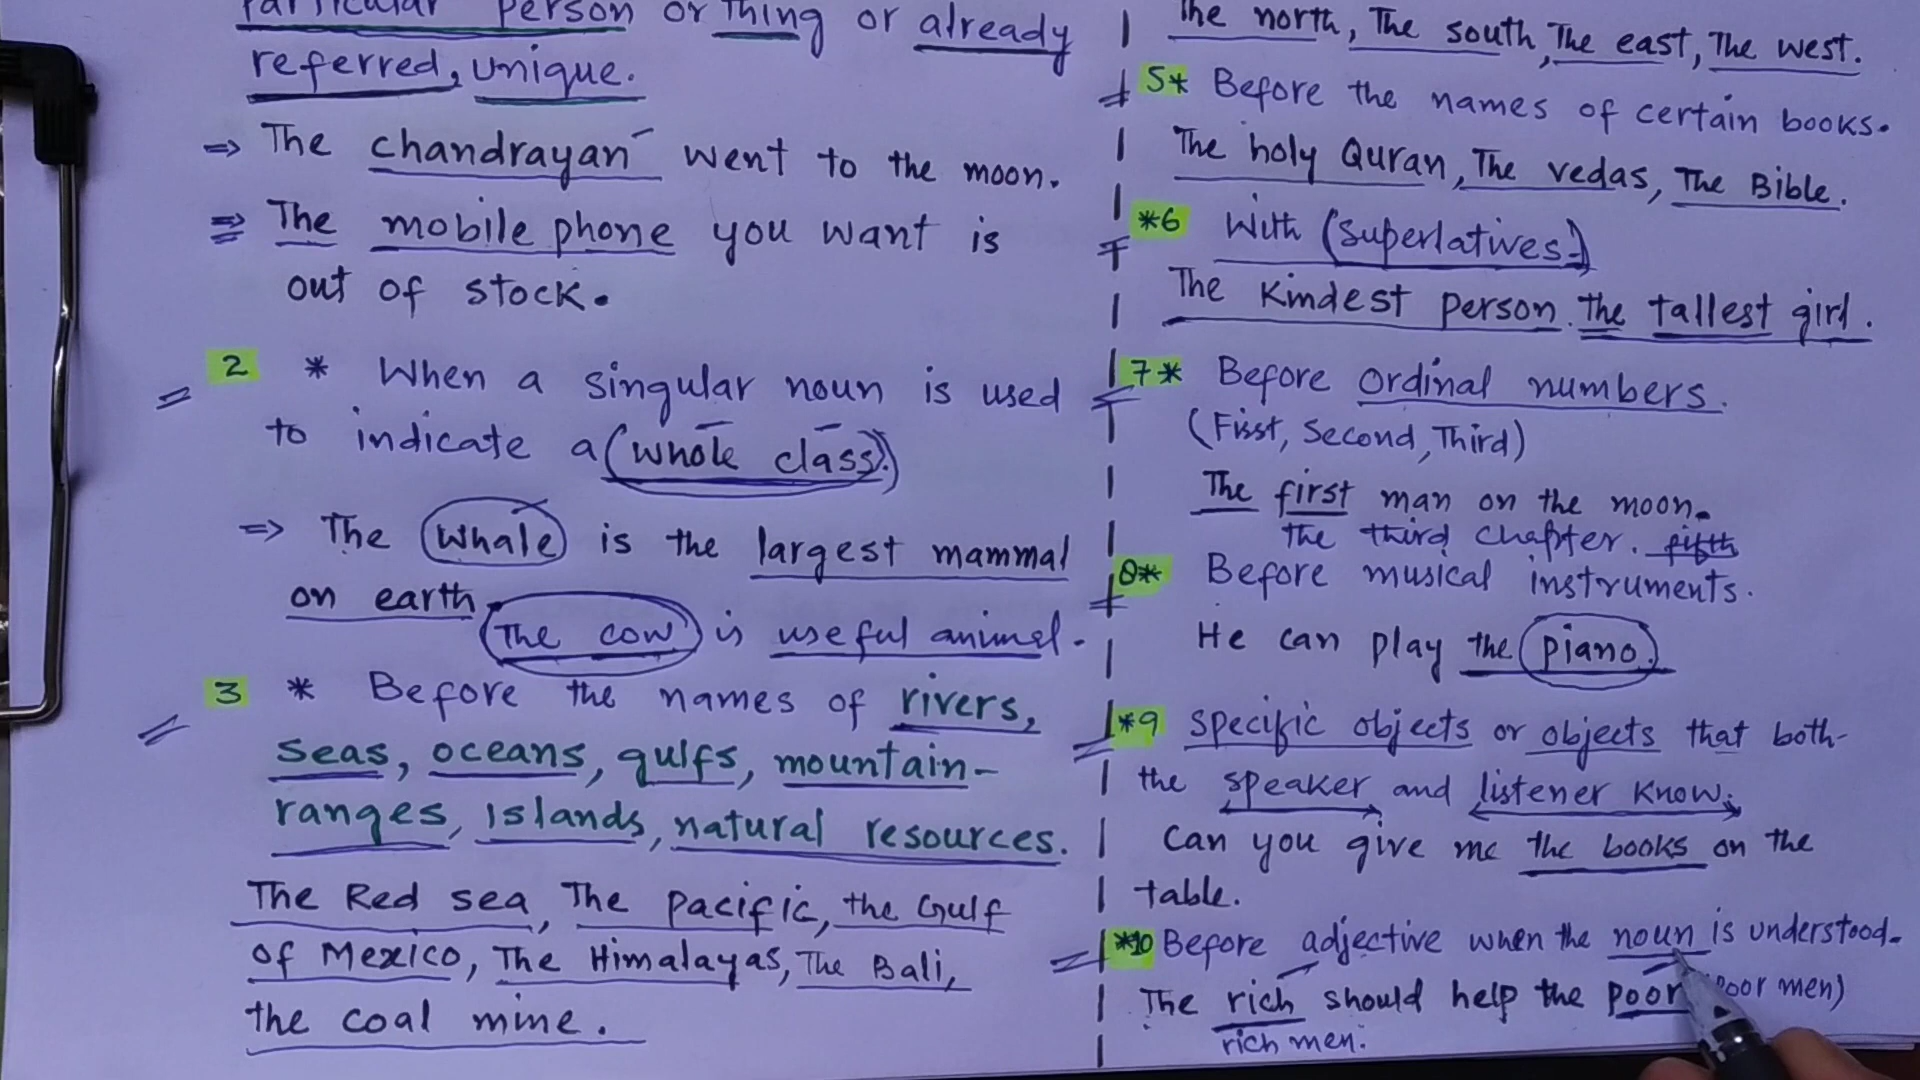 Particular person or thing or already
referred, unique.
⇒ The chandrayan went to the moon.
⇒ The mobile phone you want is
out of stock.
2 * When a singular noun is used
to indicate a (whole class.)
⇒ The whale is the largest mammal
on earth. The cow is useful animal.
3 * Before the names of rivers,
seas, oceans, gulfs, mountain-
ranges, islands, natural resources.
The Red sea, The pacific, the Gulf
of Mexico, The Himalayas, The Bali,
the coal mine.
The north, The south, The east, The west.
5* Before the names of certain books.
The holy Quran, The vedas, The Bible.
*6 With (superlatives.)
The Kindest person. the tallest girl.
7* Before ordinal numbers.
(First, Second, Third)
The first man on the moon.
The third chapter. fifth
8* Before musical instruments.
He can play the piano.
*9 specific objects or objects that both-
the speaker and listener know.
Can you give me the books on the
table.
*10 Before adjective when the noun is understood.
The rich should help the poor (Poor men)
rich men.